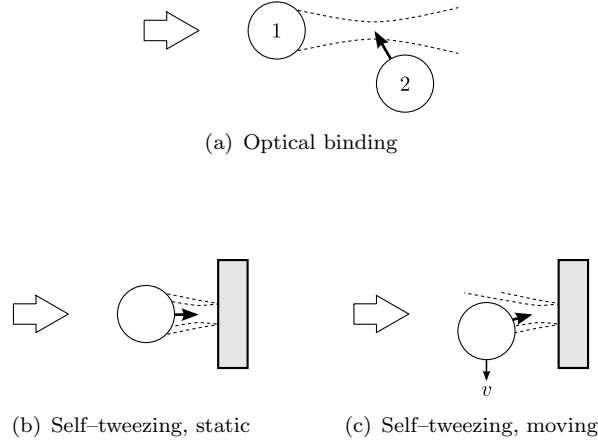 1
2
(a) Optical binding
v
(b) Self–tweezing, static
(c) Self–tweezing, moving